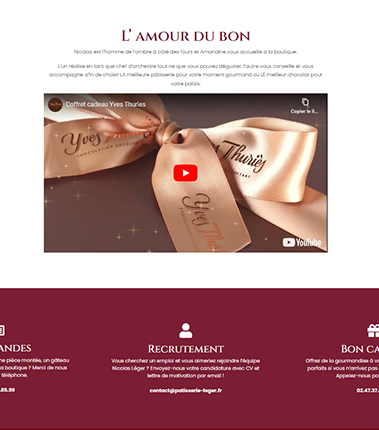 L' AMOUR DU BON
Nicolas est l'homme de l'ombre à côté des fours et Amandine vous accueille à la boutique.
L'un réalise en tant que chef d'orchestre tout ce que vous pouvez déguster, l'autre vous conseille et vous
accompagne afin de choisir LA meilleure pâtisserie pour votre moment gourmand ou LE meilleur chocolat pour
votre palais.
Coffret cadeau Yves Thuries
Copier le li...
Yves Thuriès
Yves Thuriès
Yves
YouTube
ANDES
RECRUTEMENT
BON CA
ne pièce montée, un gâteau
a boutique ? Merci de nous
téléphone.
.85.99
Vous cherchez un emploi et vous aimeriez rejoindre l'équipe
Nicolas Léger ? Envoyez-nous votre candidature avec CV et
lettre de motivation par email !
contact@patisserie-leger.fr
Offrez de la gourmandise à v
parfaits si vous n'arrivez pas
Appelez-nous po
02.47.37.